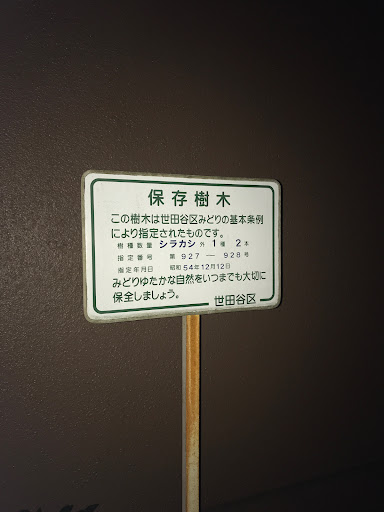 保存樹木
この樹木は世田谷区みどりの基本条例
により指定されたものです。
樹種数量 シラカシ 外 1 種 2 本
指定番号 第 927 ― 928 号
指定年月日 昭和 54年12月12日
みどりゆたかな自然をいつまでも大切に
保全しましょう。
世田谷区